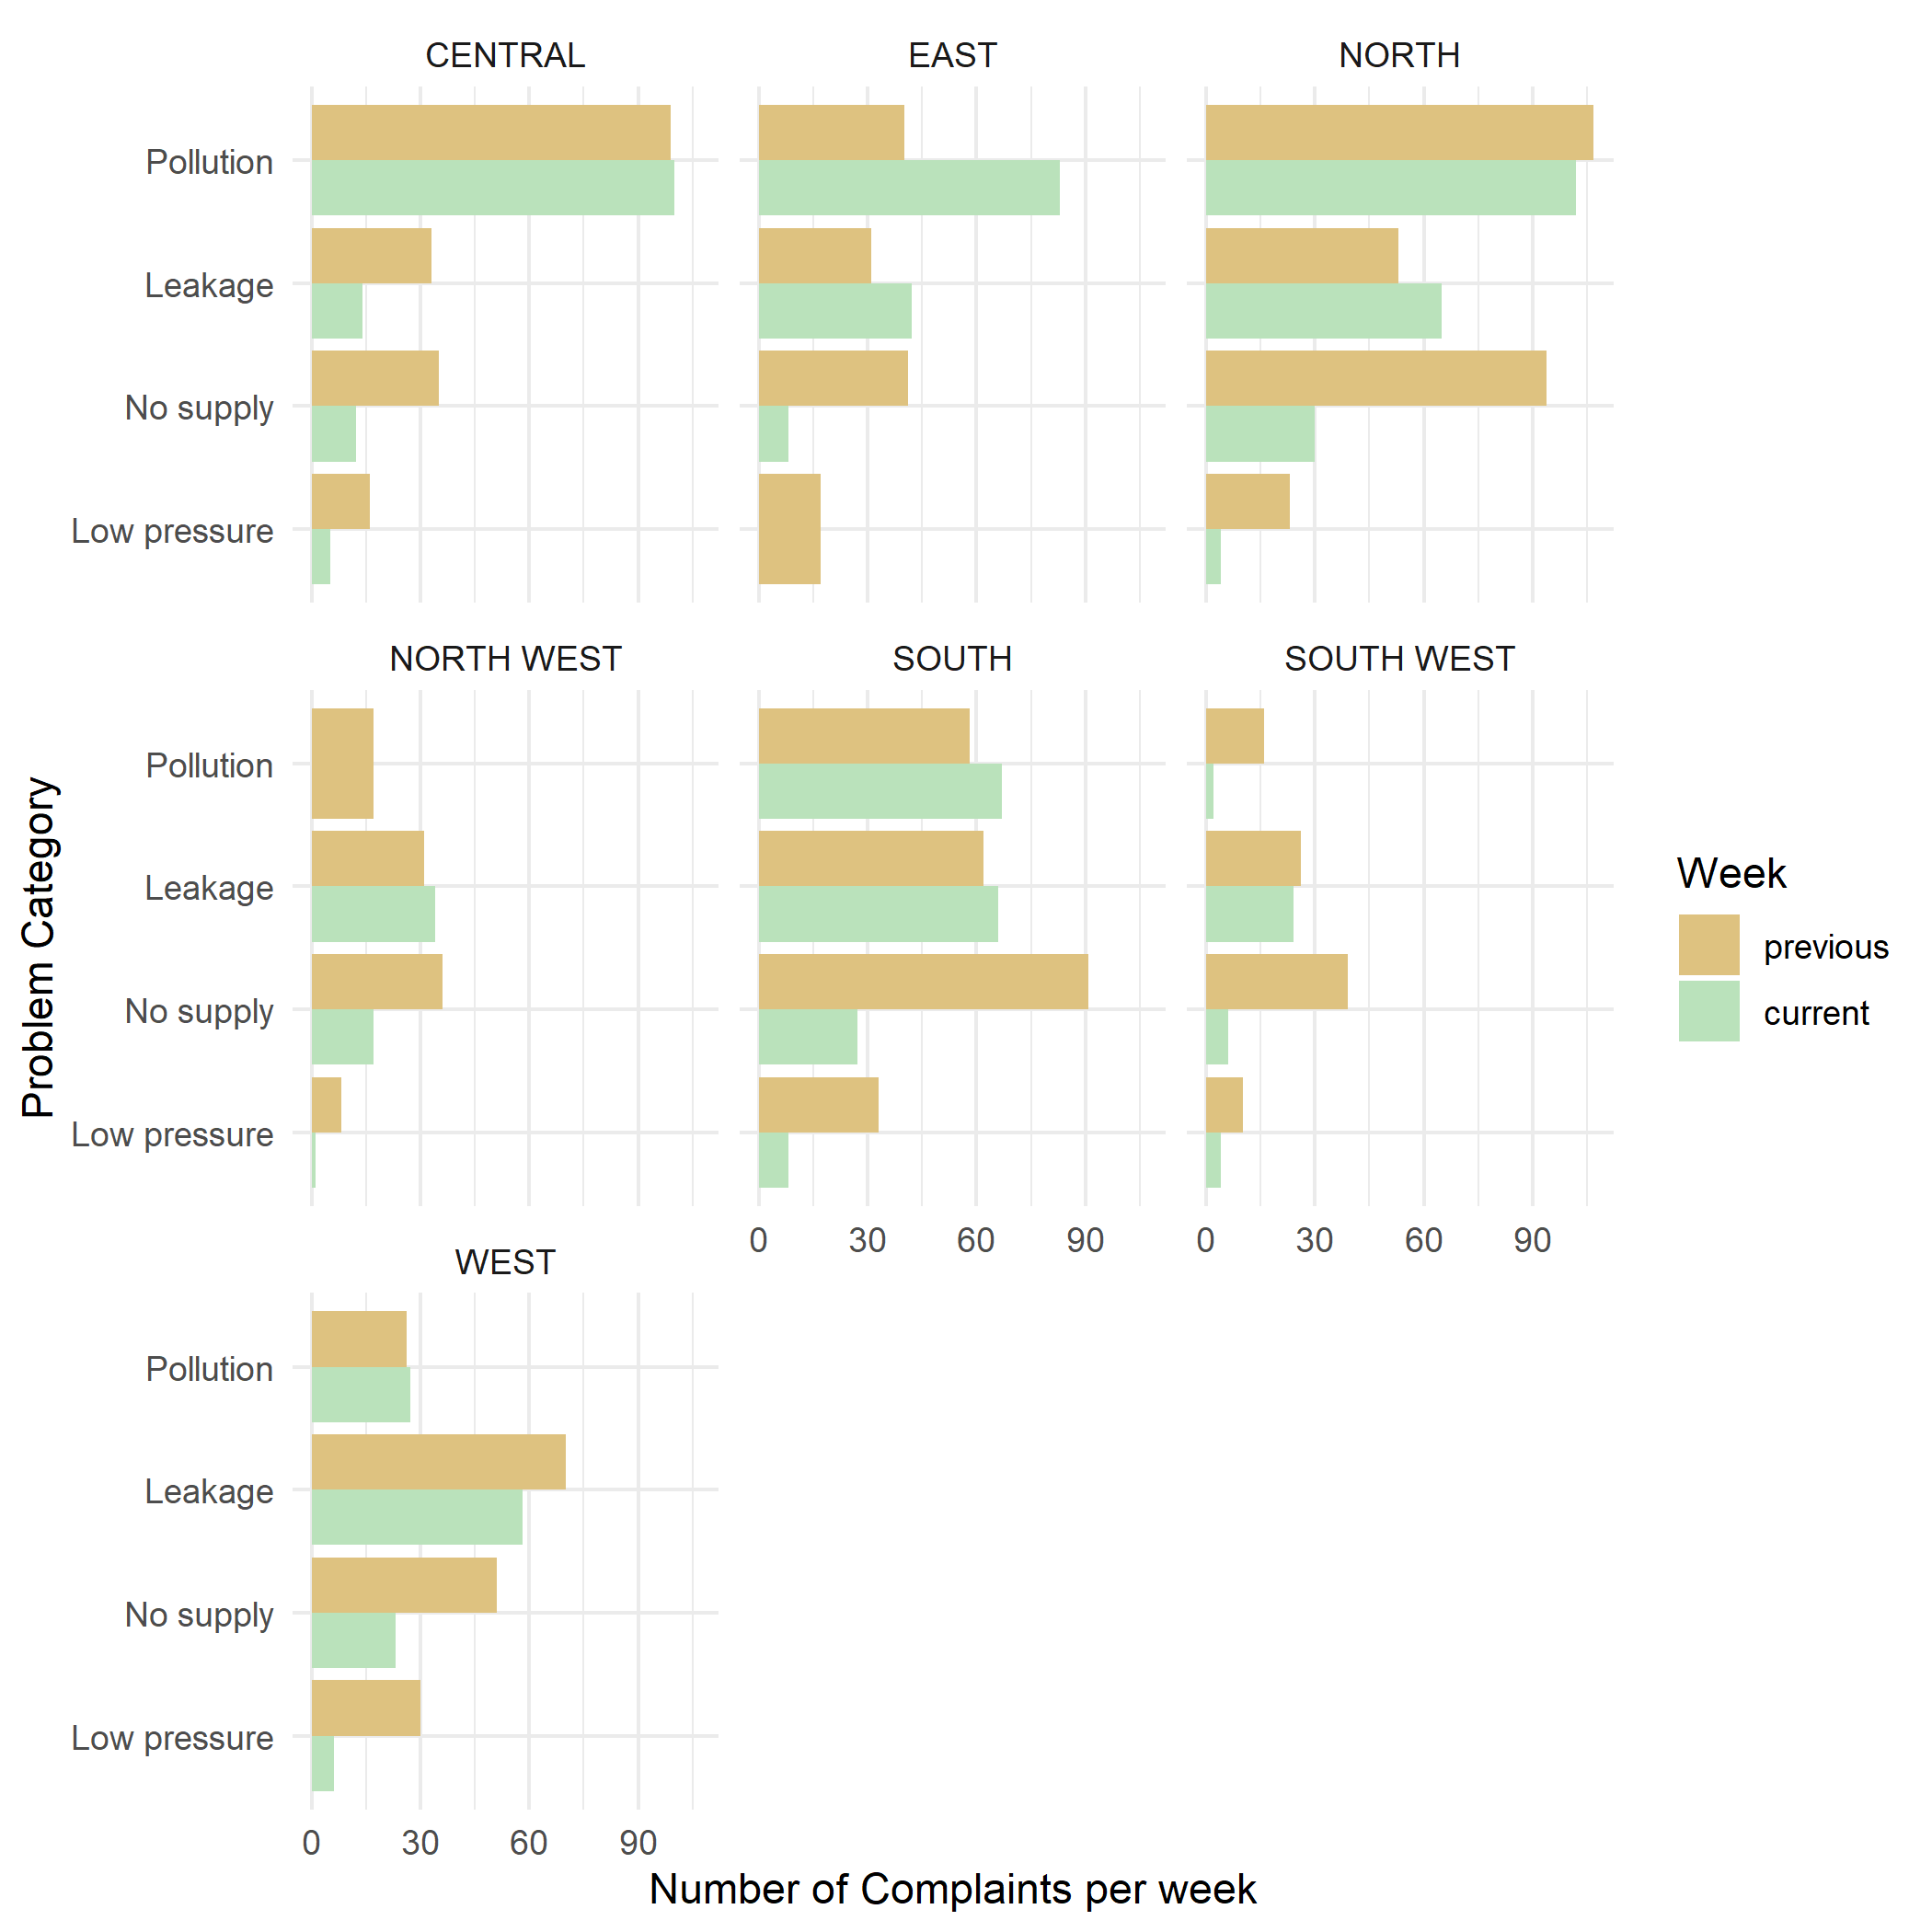 CENTRAL EAST NORTH
Pollution
Leakage
No supply
Low pressure
NORTH WEST SOUTH SOUTH WEST
Pollution
Leakage
No supply
Low pressure
0 30 60 90 0 30 60 90
WEST
Pollution
Leakage
No supply
Low pressure
0 30 60 90
Number of Complaints per week
Problem Category
Week
previous
current